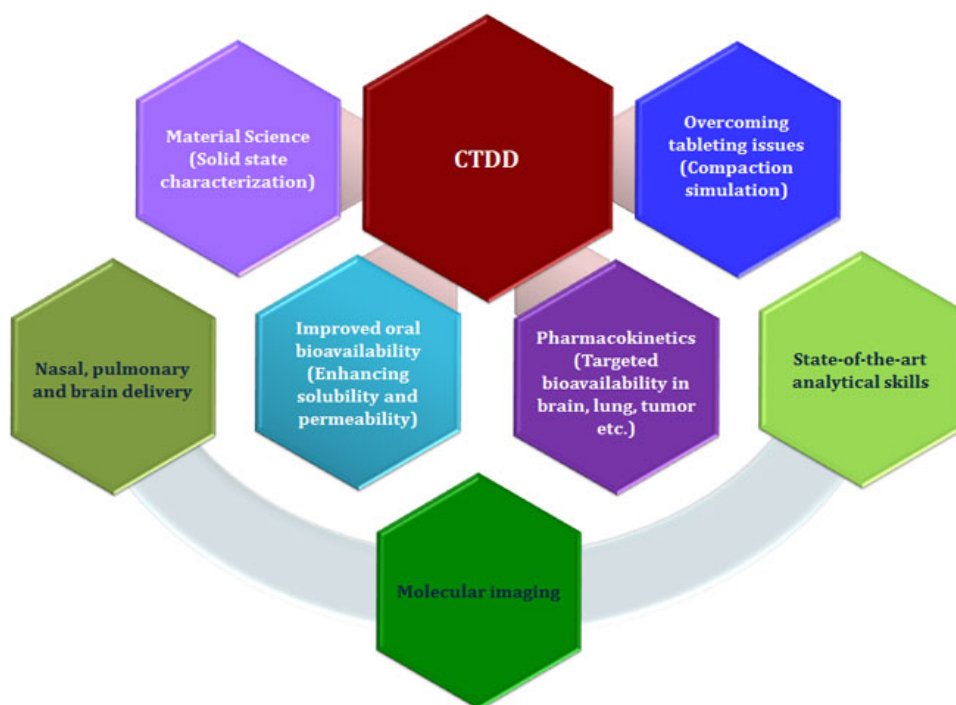 Material Science
(Solid state
characterization)
CTDD
Overcoming
tableting issues
(Compaction
simulation)
Nasal, pulmonary
and brain delivery
Improved oral
bioavailability
(Enhancing
solubility and
permeability)
Pharmacokinetics
(Targeted
bioavailability in
brain, lung, tumor
etc.)
State-of-the-art
analytical skills
Molecular imaging